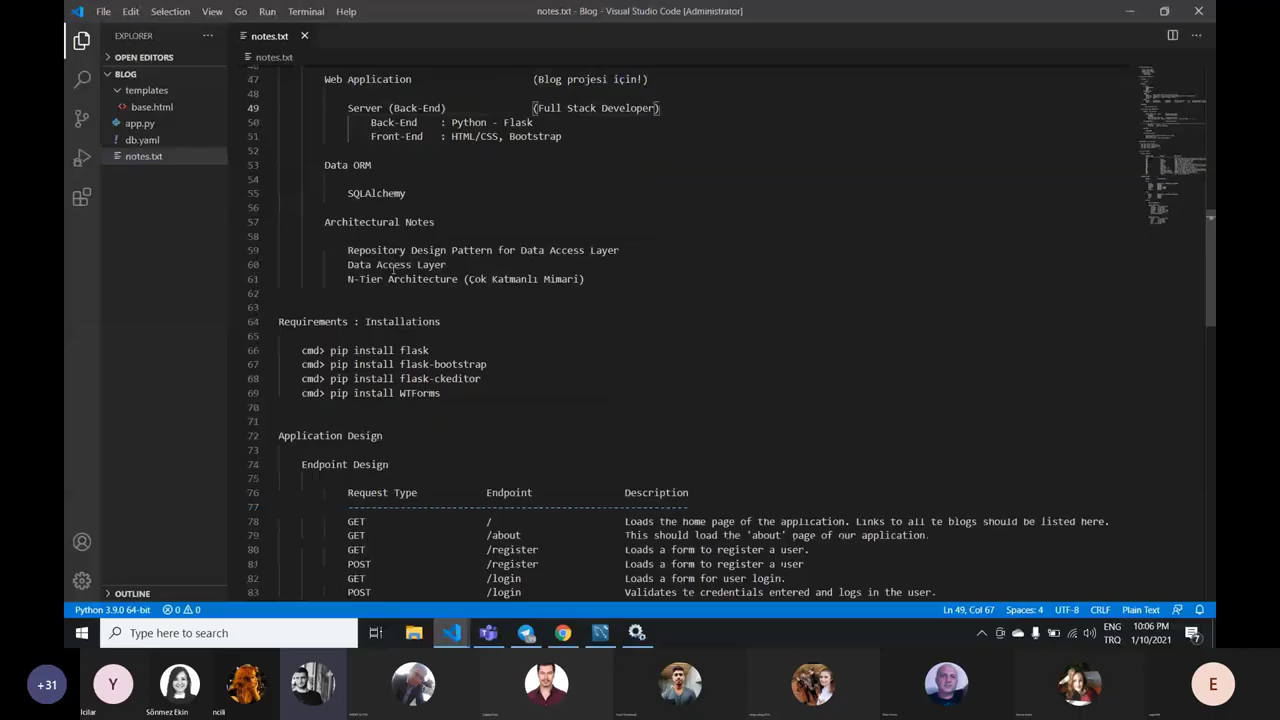 File Edit Selection View Go Run Terminal Help
notes.txt - Blog - Visual Studio Code [Administrator]
EXPLORER
OPEN EDITORS
BLOG
templates
base.html
app.py
db.yaml
notes.txt
OUTLINE
notes.txt
notes.txt
46
47 Web Application (Blog projesi için!)
48
49 Server (Back-End) (Full Stack Developer)
50 Back-End : Python - Flask
51 Front-End : HTML/CSS, Bootstrap
52
53 Data ORM
54
55 SQLAlchemy
56
57 Architectural Notes
58
59 Repository Design Pattern for Data Access Layer
60 Data Access Layer
61 N-Tier Architecture (Çok Katmanlı Mimari)
62
63
64 Requirements : Installations
65
66 cmd> pip install flask
67 cmd> pip install flask-bootstrap
68 cmd> pip install flask-ckeditor
69 cmd> pip install WTForms
70
71
72 Application Design
73
74 Endpoint Design
75
76 Request Type Endpoint Description
77 ------------------------------------------------------------
78 GET / Loads the home page of the application. Links to all te blogs should be listed here.
79 GET /about This should load the 'about' page of our application.
80 GET /register Loads a form to register a user.
81 POST /register Loads a form to register a user
82 GET /login Loads a form for user login.
83 POST /login Validates te credentials entered and logs in the user.
Python 3.9.0 64-bit 0 0 Ln 49, Col 67 Spaces: 4 UTF-8 CRLF Plain Text
Type here to search
ENG
TRQ
10:06 PM
1/10/2021
7
+31
Y
E
lcilar
Sönmez Ekin
ncili